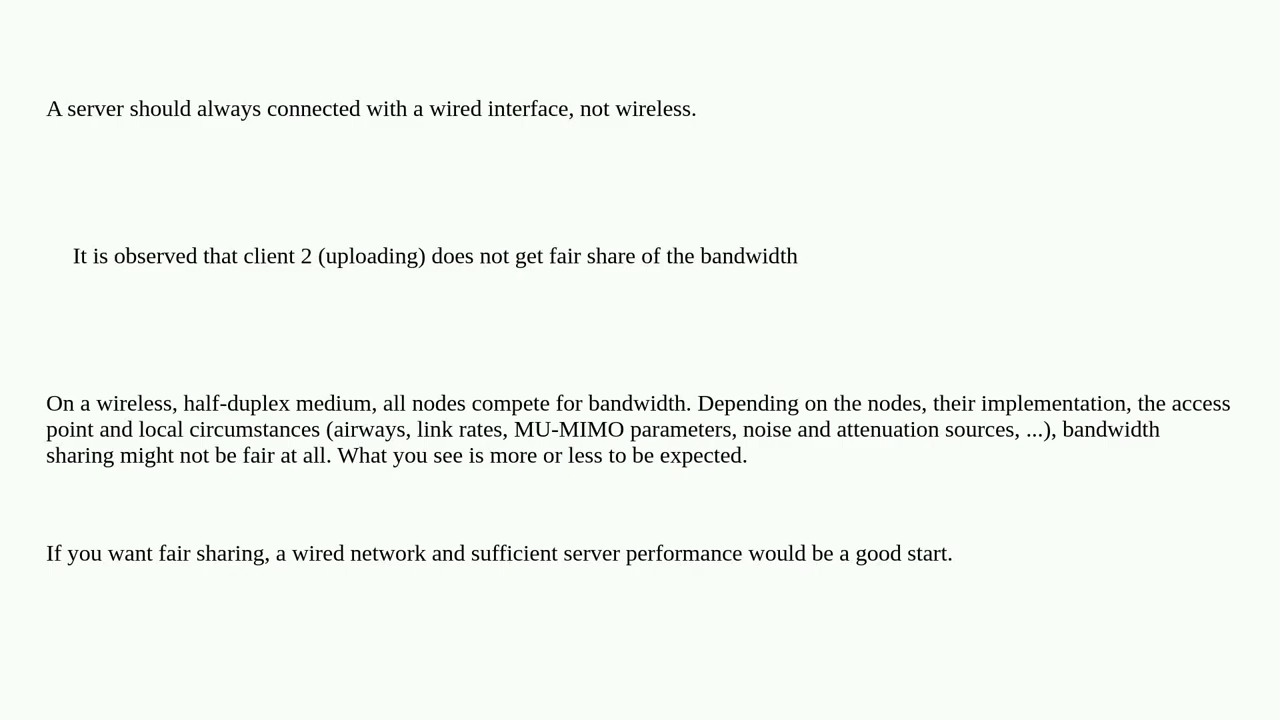 A server should always connected with a wired interface, not wireless.
It is observed that client 2 (uploading) does not get fair share of the bandwidth
On a wireless, half-duplex medium, all nodes compete for bandwidth. Depending on the nodes, their implementation, the access
point and local circumstances (airways, link rates, MU-MIMO parameters, noise and attenuation sources, ...), bandwidth
sharing might not be fair at all. What you see is more or less to be expected.
If you want fair sharing, a wired network and sufficient server performance would be a good start.